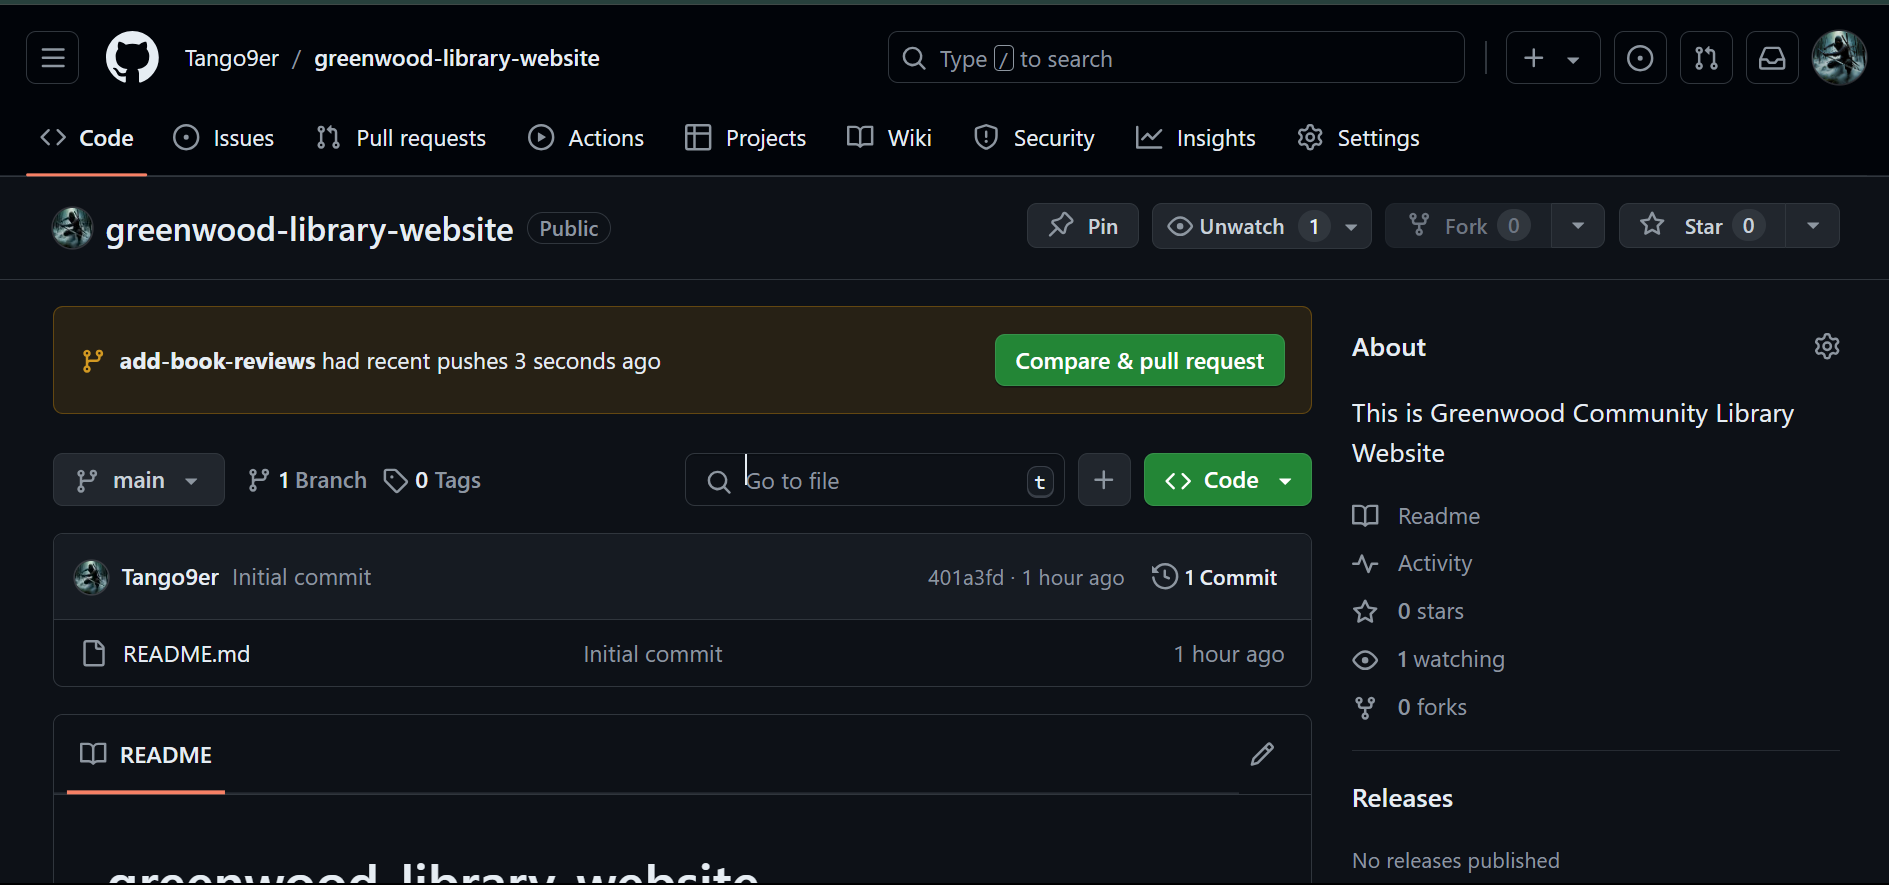 Tango9er / greenwood-library-website
Type / to search
Code Issues Pull requests Actions Projects Wiki Security Insights Settings
greenwood-library-website Public
Pin Unwatch 1 Fork 0 Star 0
add-book-reviews had recent pushes 3 seconds ago
Compare & pull request
main 1 Branch 0 Tags
Go to file t
Code
Tango9er Initial commit 401a3fd · 1 hour ago 1 Commit
README.md Initial commit 1 hour ago
README
greenwood-library-website
About
This is Greenwood Community Library
Website
Readme
Activity
0 stars
1 watching
0 forks
Releases
No releases published